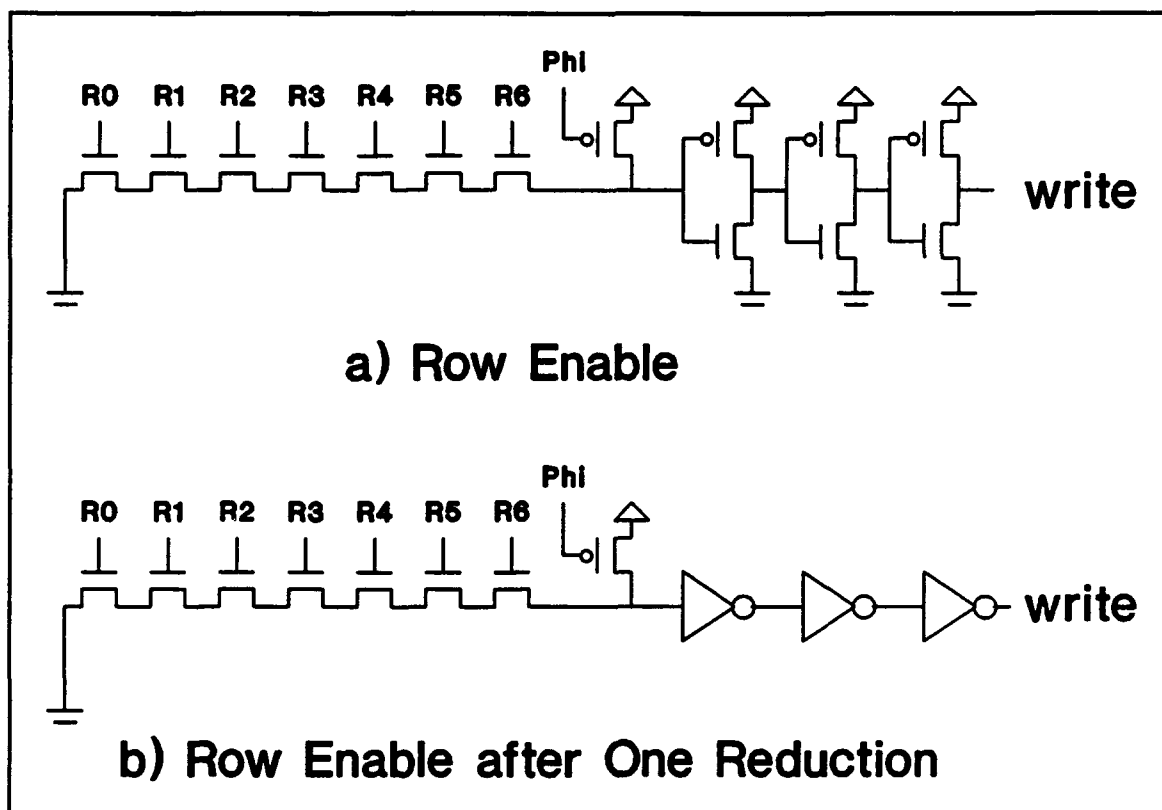 Phi
R0 R1 R2 R3 R4 R5 R6
write
a) Row Enable
Phi
R0 R1 R2 R3 R4 R5 R6
write
b) Row Enable after One Reduction